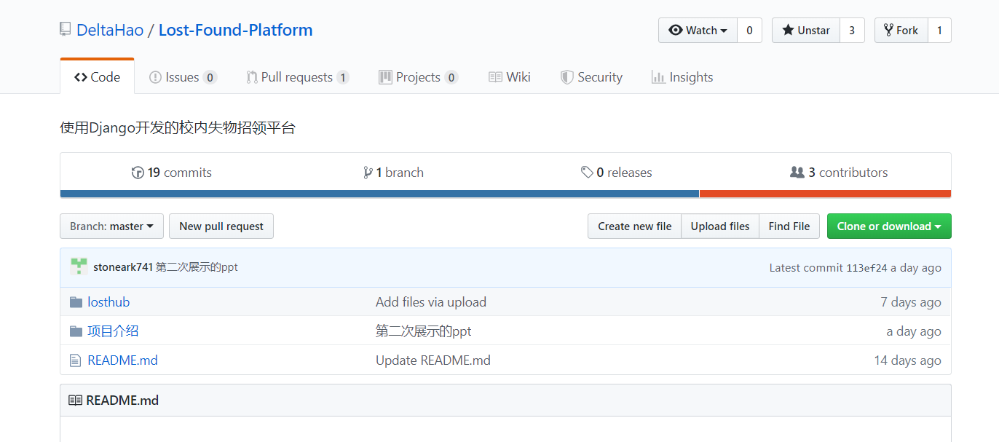 DeltaHao / Lost-Found-Platform Watch 0 Unstar 3 Fork 1
Code Issues 0 Pull requests 1 Projects 0 Wiki Security Insights
使用Django开发的校内失物招领平台
19 commits 1 branch 0 releases 3 contributors
Branch: master New pull request Create new file Upload files Find File Clone or download
stoneark741 第二次展示的ppt Latest commit 113ef24 a day ago
losthub Add files via upload 7 days ago
项目介绍 第二次展示的ppt a day ago
README.md Update README.md 14 days ago
README.md